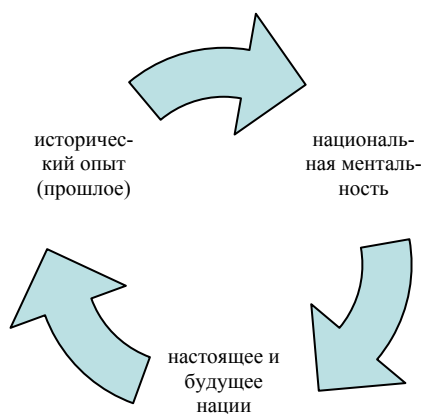 историчес-
кий опыт
(прошлое)
националь-
ная менталь-
ность
настоящее и
будущее
нации